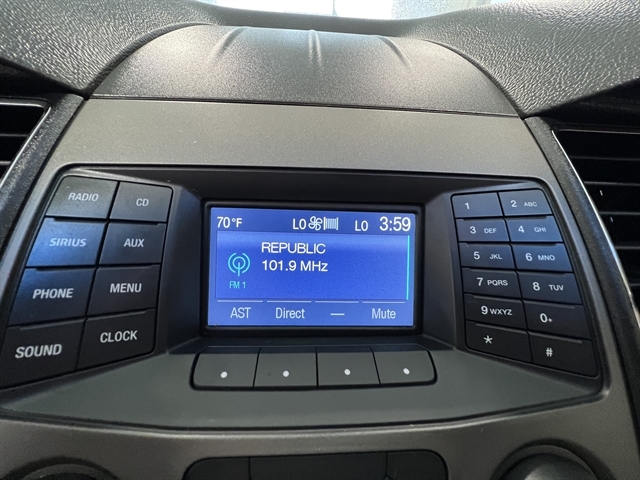 RADIO
CD
SIRIUS
AUX
PHONE
MENU
SOUND
CLOCK
70°F LO LO 3:59
REPUBLIC
101.9 MHz
FM 1
AST Direct — Mute
1
2 ABC
3 DEF
4 GHI
5 JKL
6 MNO
7 PQRS
8 TUV
9 WXYZ
0+
*
#